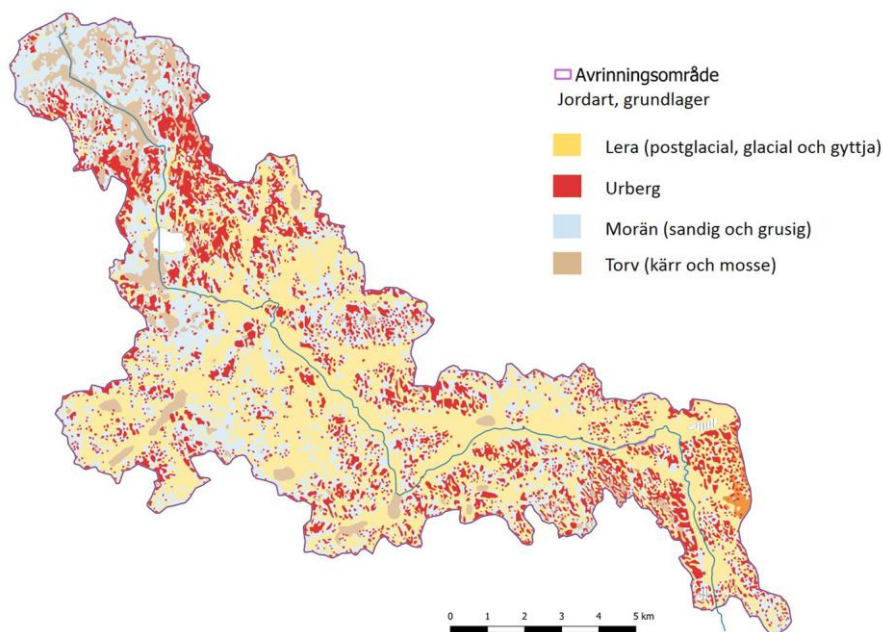 Avrinningsområde
Jordart, grundlager
Lera (postglacial, glacial och gyttja)
Urberg
Morän (sandig och grusig)
Torv (kärr och mosse)
0 1 2 3 4 5 km